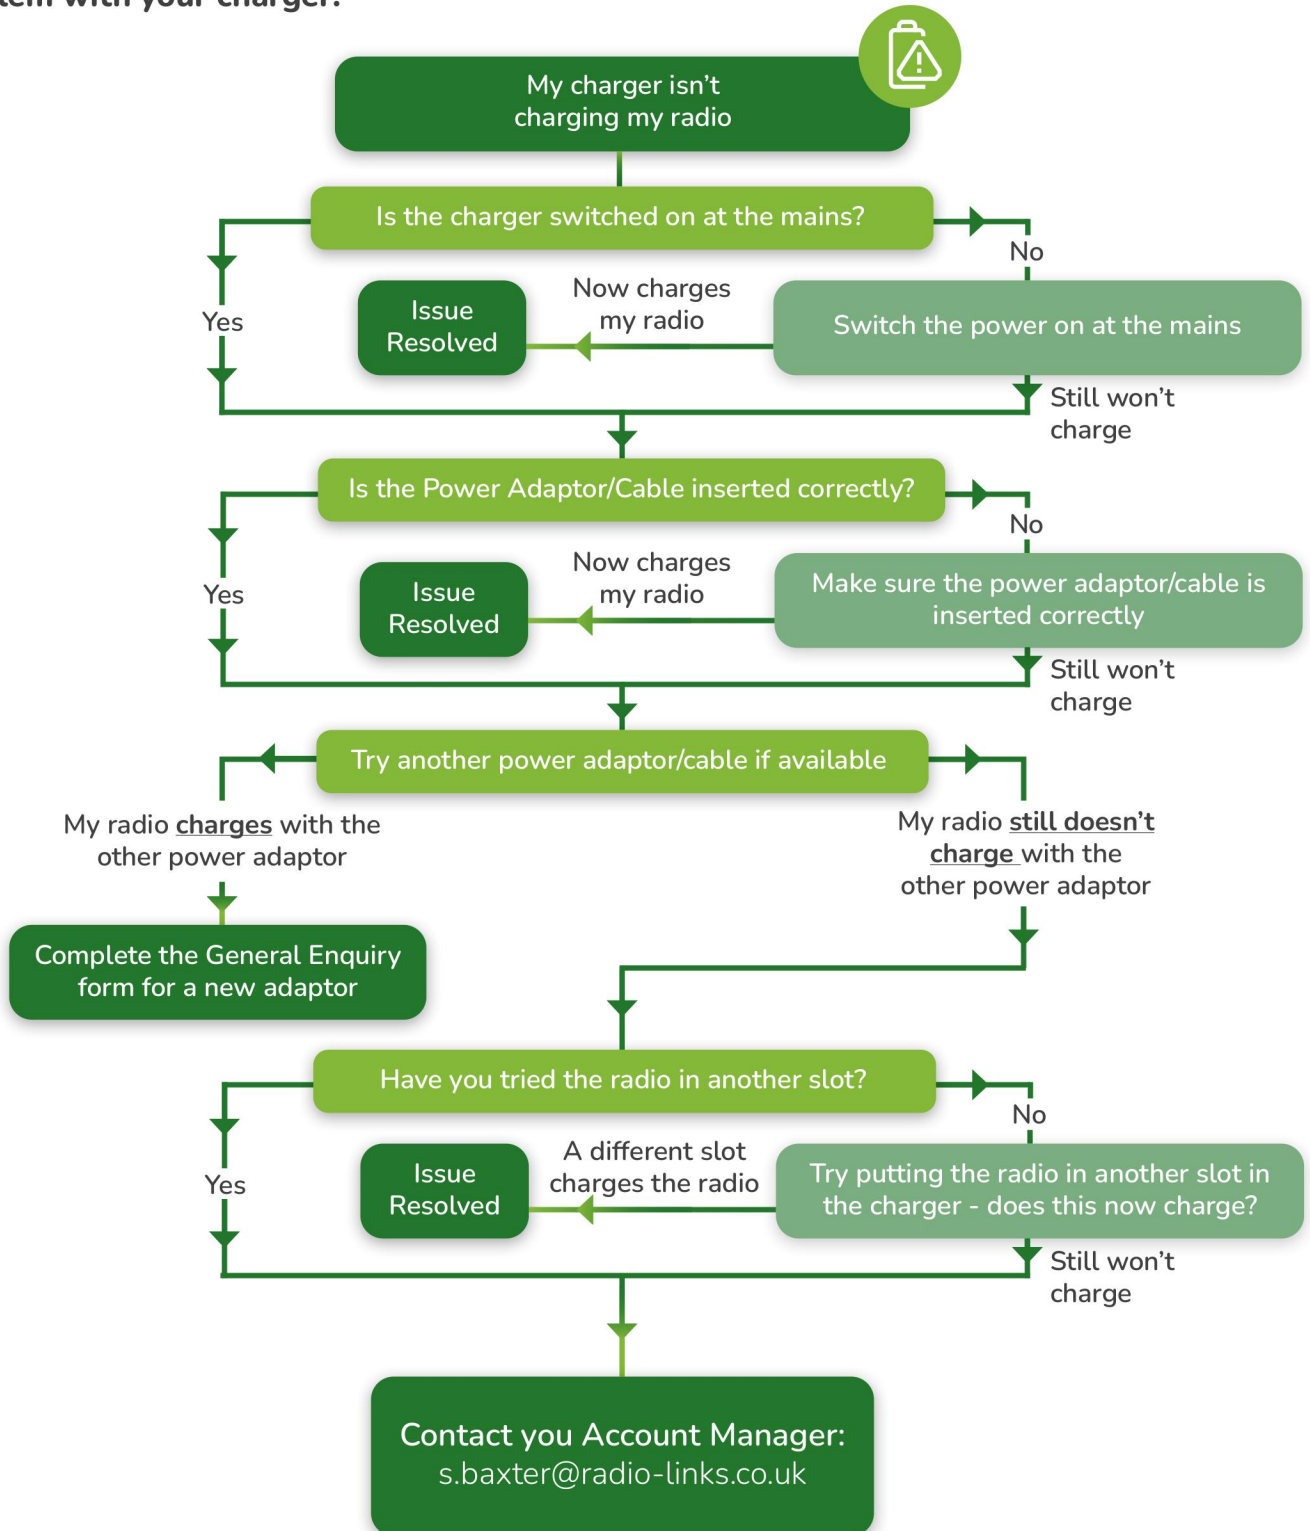 with your charger?
My charger isn't
charging my radio
Is the charger switched on at the mains?
No
Yes
Issue
Resolved
Now charges
my radio
Switch the power on at the mains
Still won't
charge
Is the Power Adaptor/Cable inserted correctly?
No
Yes
Issue
Resolved
Now charges
my radio
Make sure the power adaptor/cable is
inserted correctly
Still won't
charge
Try another power adaptor/cable if available
My radio charges with the
other power adaptor
My radio still doesn't
charge with the
other power adaptor
Complete the General Enquiry
form for a new adaptor
Have you tried the radio in another slot?
No
Yes
Issue
Resolved
A different slot
charges the radio
Try putting the radio in another slot in
the charger - does this now charge?
Still won't
charge
Contact you Account Manager:
s.baxter@radio-links.co.uk